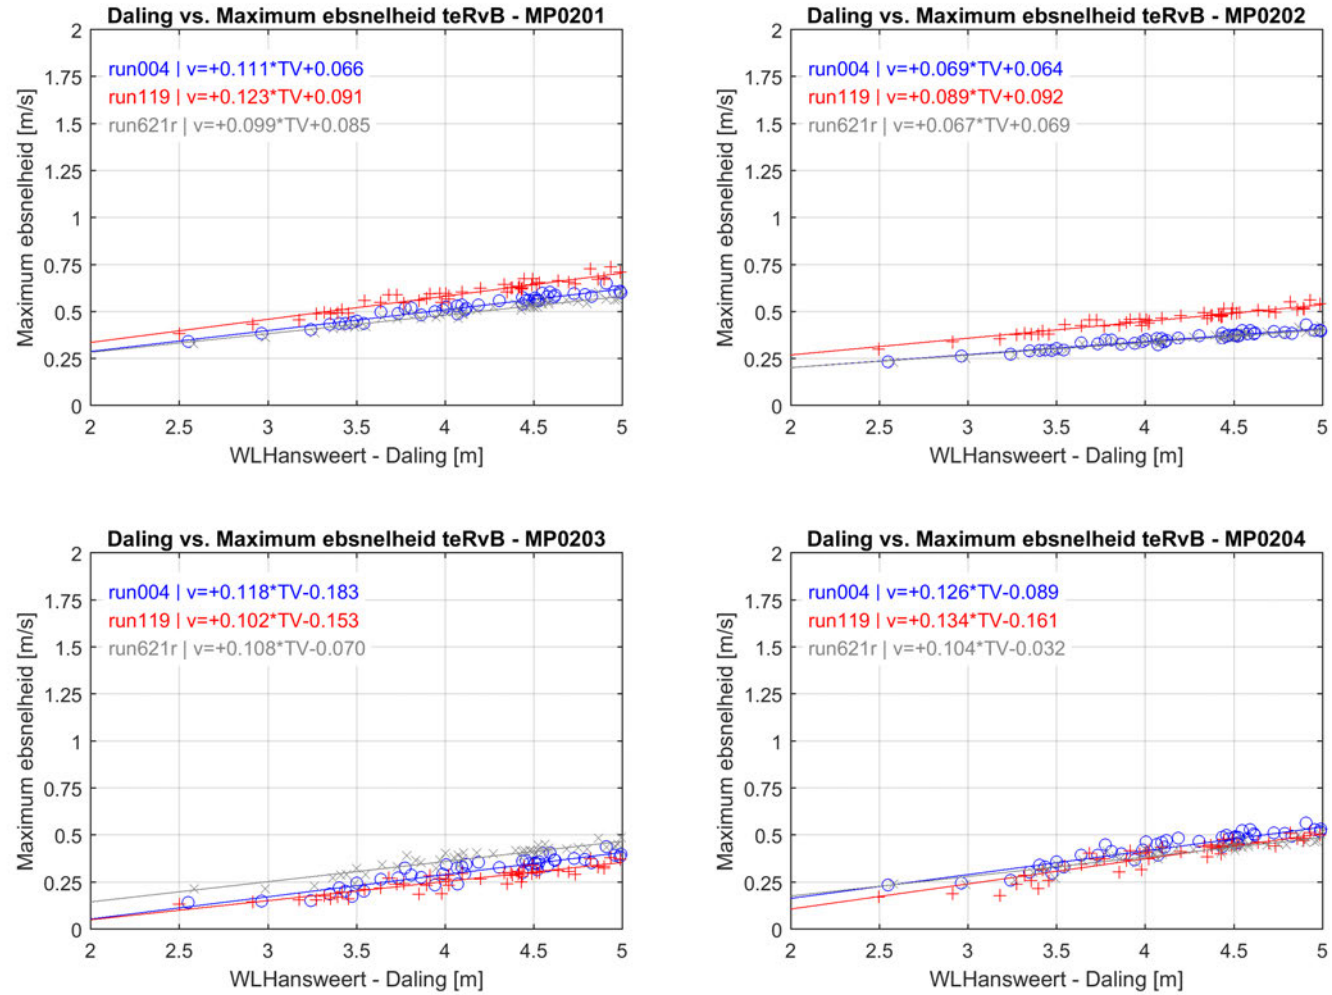 Daling vs. Maximum ebsnelheid teRvB - MP0201
run004 | v=+0.111*TV+0.066
run119 | v=+0.123*TV+0.091
run621r | v=+0.099*TV+0.085
Maximum ebsnelheid [m/s]
2
1.75
1.5
1.25
1
0.75
0.5
0.25
0
2 2.5 3 3.5 4 4.5 5
WLHansweert - Daling [m]
Daling vs. Maximum ebsnelheid teRvB - MP0202
run004 | v=+0.069*TV+0.064
run119 | v=+0.089*TV+0.092
run621r | v=+0.067*TV+0.069
Maximum ebsnelheid [m/s]
2
1.75
1.5
1.25
1
0.75
0.5
0.25
0
2 2.5 3 3.5 4 4.5 5
WLHansweert - Daling [m]
Daling vs. Maximum ebsnelheid teRvB - MP0203
run004 | v=+0.118*TV-0.183
run119 | v=+0.102*TV-0.153
run621r | v=+0.108*TV-0.070
Maximum ebsnelheid [m/s]
2
1.75
1.5
1.25
1
0.75
0.5
0.25
0
2 2.5 3 3.5 4 4.5 5
WLHansweert - Daling [m]
Daling vs. Maximum ebsnelheid teRvB - MP0204
run004 | v=+0.126*TV-0.089
run119 | v=+0.134*TV-0.161
run621r | v=+0.104*TV-0.032
Maximum ebsnelheid [m/s]
2
1.75
1.5
1.25
1
0.75
0.5
0.25
0
2 2.5 3 3.5 4 4.5 5
WLHansweert - Daling [m]